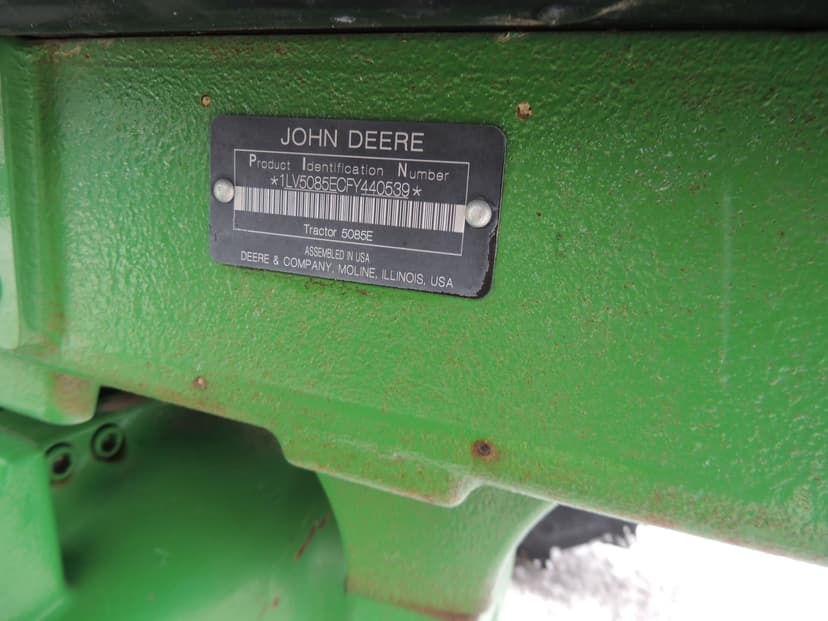 JOHN DEERE
Product Identification Number
*1LV5085ECFY440539*
Tractor 5085E
ASSEMBLED IN USA
DEERE & COMPANY, MOLINE, ILLINOIS, USA